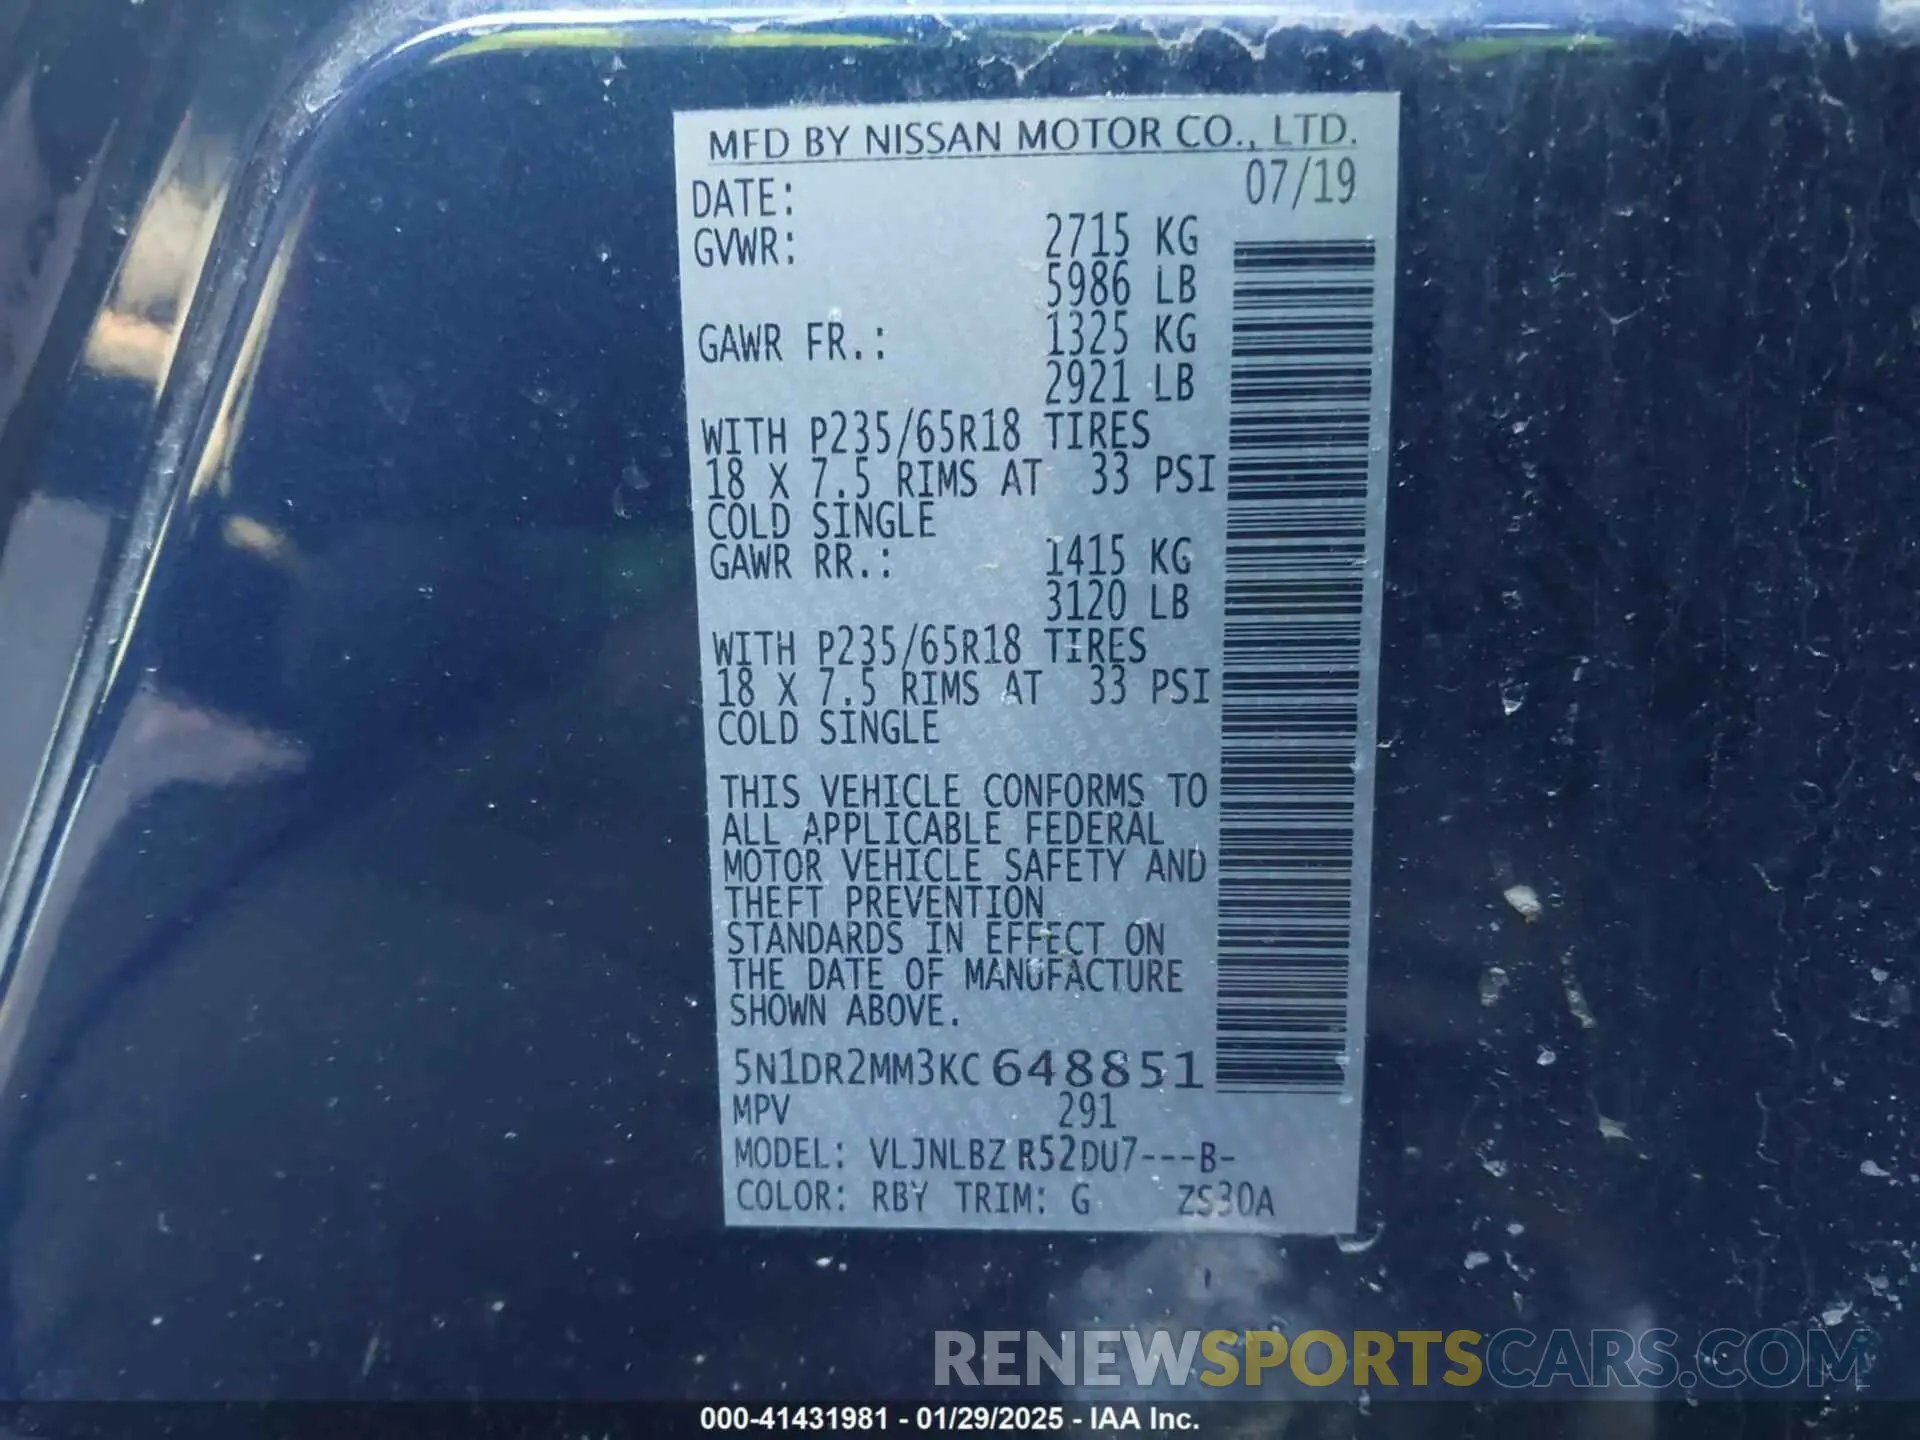 MFD BY NISSAN MOTOR CO., LTD.
DATE: 07/19
GVWR: 2715 KG
5986 LB
GAWR FR.: 1325 KG
2921 LB
WITH P235/65R18 TIRES
18 X 7.5 RIMS AT 33 PSI
COLD SINGLE
GAWR RR.: 1415 KG
3120 LB
WITH P235/65R18 TIRES
18 X 7.5 RIMS AT 33 PSI
COLD SINGLE
THIS VEHICLE CONFORMS TO
ALL APPLICABLE FEDERAL
MOTOR VEHICLE SAFETY AND
THEFT PREVENTION
STANDARDS IN EFFECT ON
THE DATE OF MANUFACTURE
SHOWN ABOVE.
5N1DR2MM3KC648851
MPV 291
MODEL: VLJNLBZ R52DU7---B-
COLOR: RBY TRIM: G ZS30A
RENEWSPORTSCARS.COM
000-41431981 - 01/29/2025 - IAA Inc.